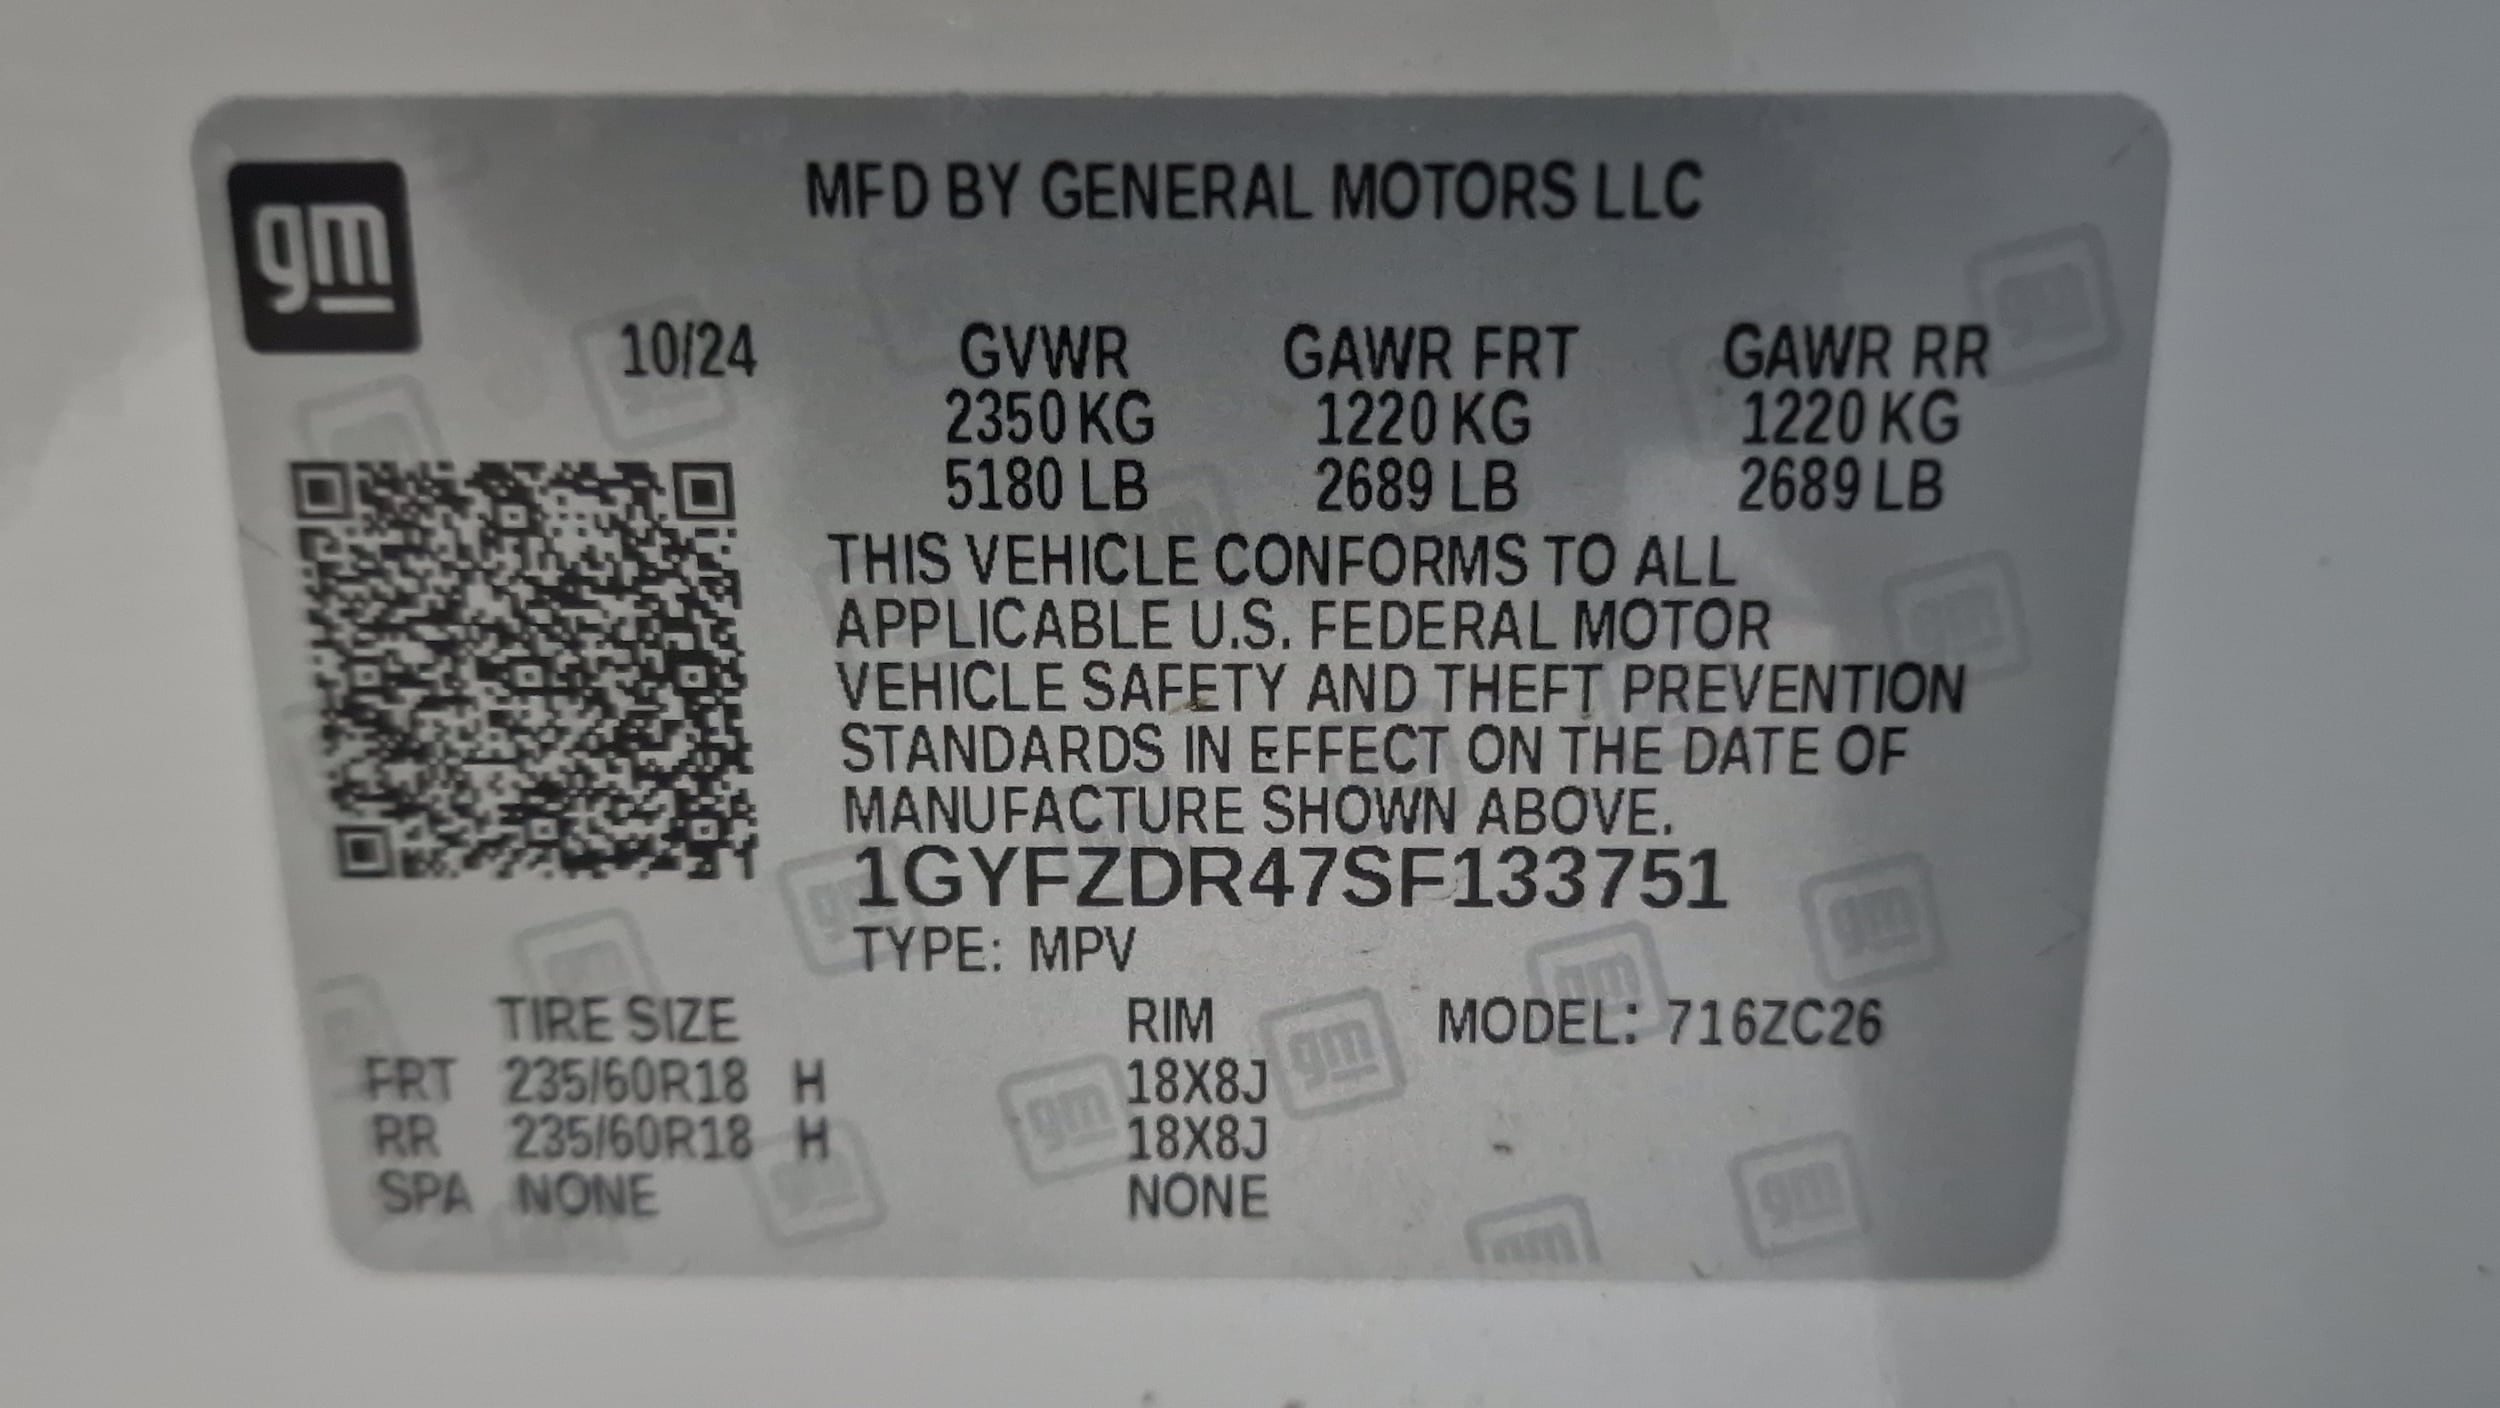 gm
MFD BY GENERAL MOTORS LLC
10/24 GVWR GAWR FRT GAWR RR
2350 KG 1220 KG 1220 KG
5180 LB 2689 LB 2689 LB
THIS VEHICLE CONFORMS TO ALL
APPLICABLE U.S. FEDERAL MOTOR
VEHICLE SAFETY AND THEFT PREVENTION
STANDARDS IN EFFECT ON THE DATE OF
MANUFACTURE SHOWN ABOVE.
1GYFZDR47SF133751
TYPE: MPV
TIRE SIZE RIM MODEL: 716ZC26
FRT 235/60R18 H 18X8J
RR 235/60R18 H 18X8J
SPA NONE NONE